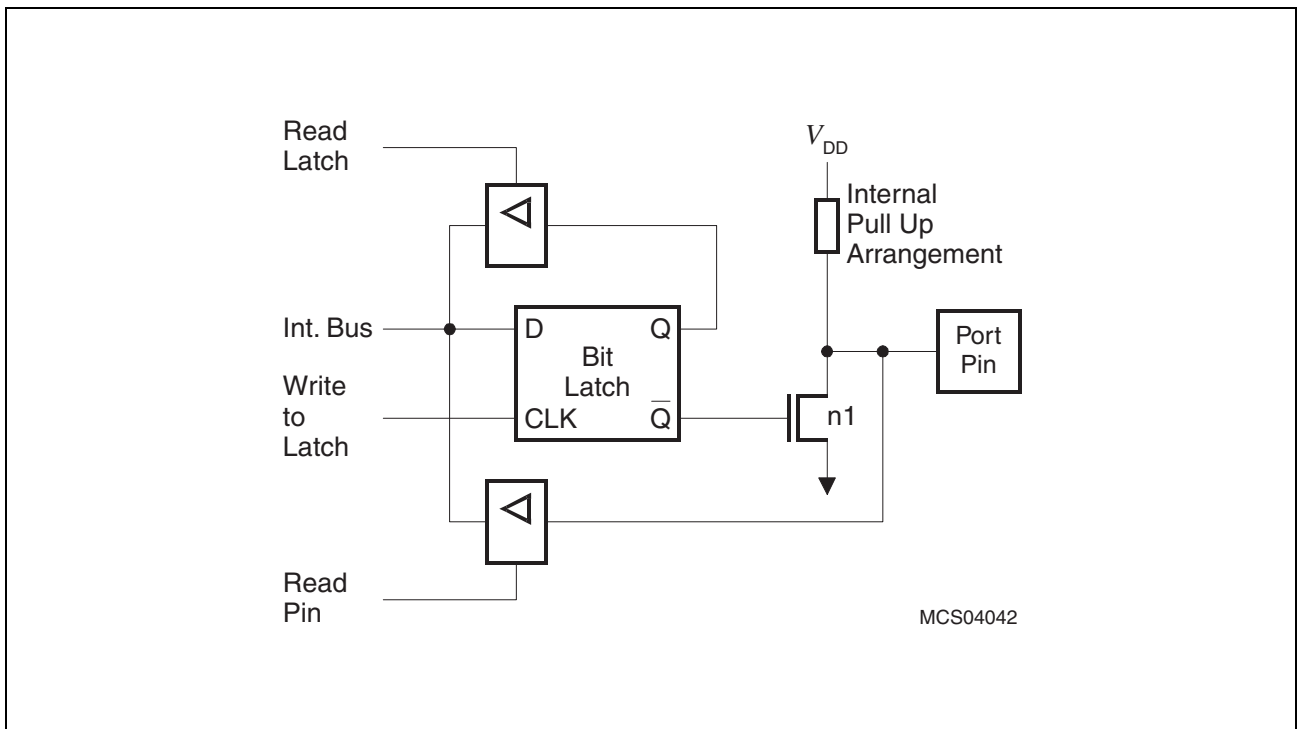 Read
Latch
V DD
Internal
Pull Up
Arrangement
Int. Bus
D
Q
Bit
Latch
Port
Pin
Write
to
Latch
CLK
Q̅
n1
Read
Pin
MCS04042